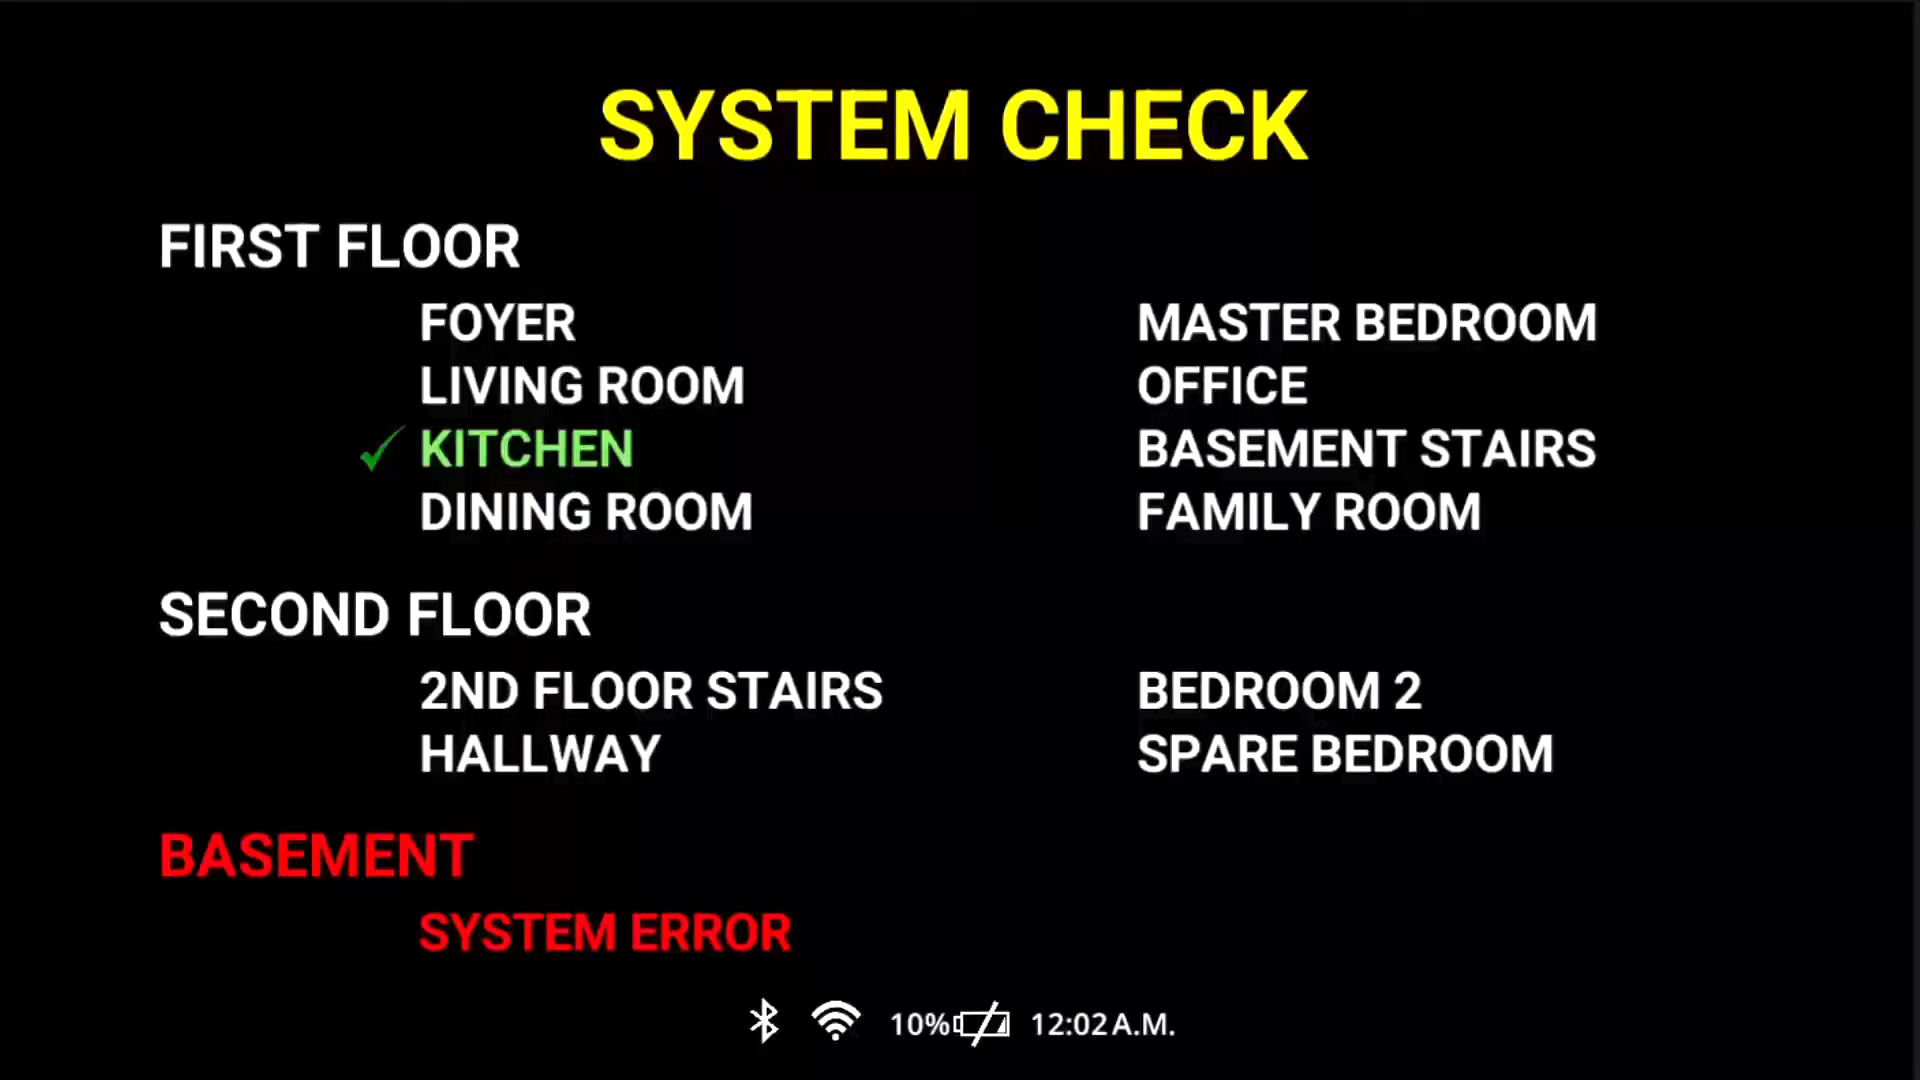 SYSTEM CHECK
FIRST FLOOR
FOYER
LIVING ROOM
KITCHEN
DINING ROOM
MASTER BEDROOM
OFFICE
BASEMENT STAIRS
FAMILY ROOM
SECOND FLOOR
2ND FLOOR STAIRS
HALLWAY
BEDROOM 2
SPARE BEDROOM
BASEMENT
SYSTEM ERROR
10% 12:02 A.M.